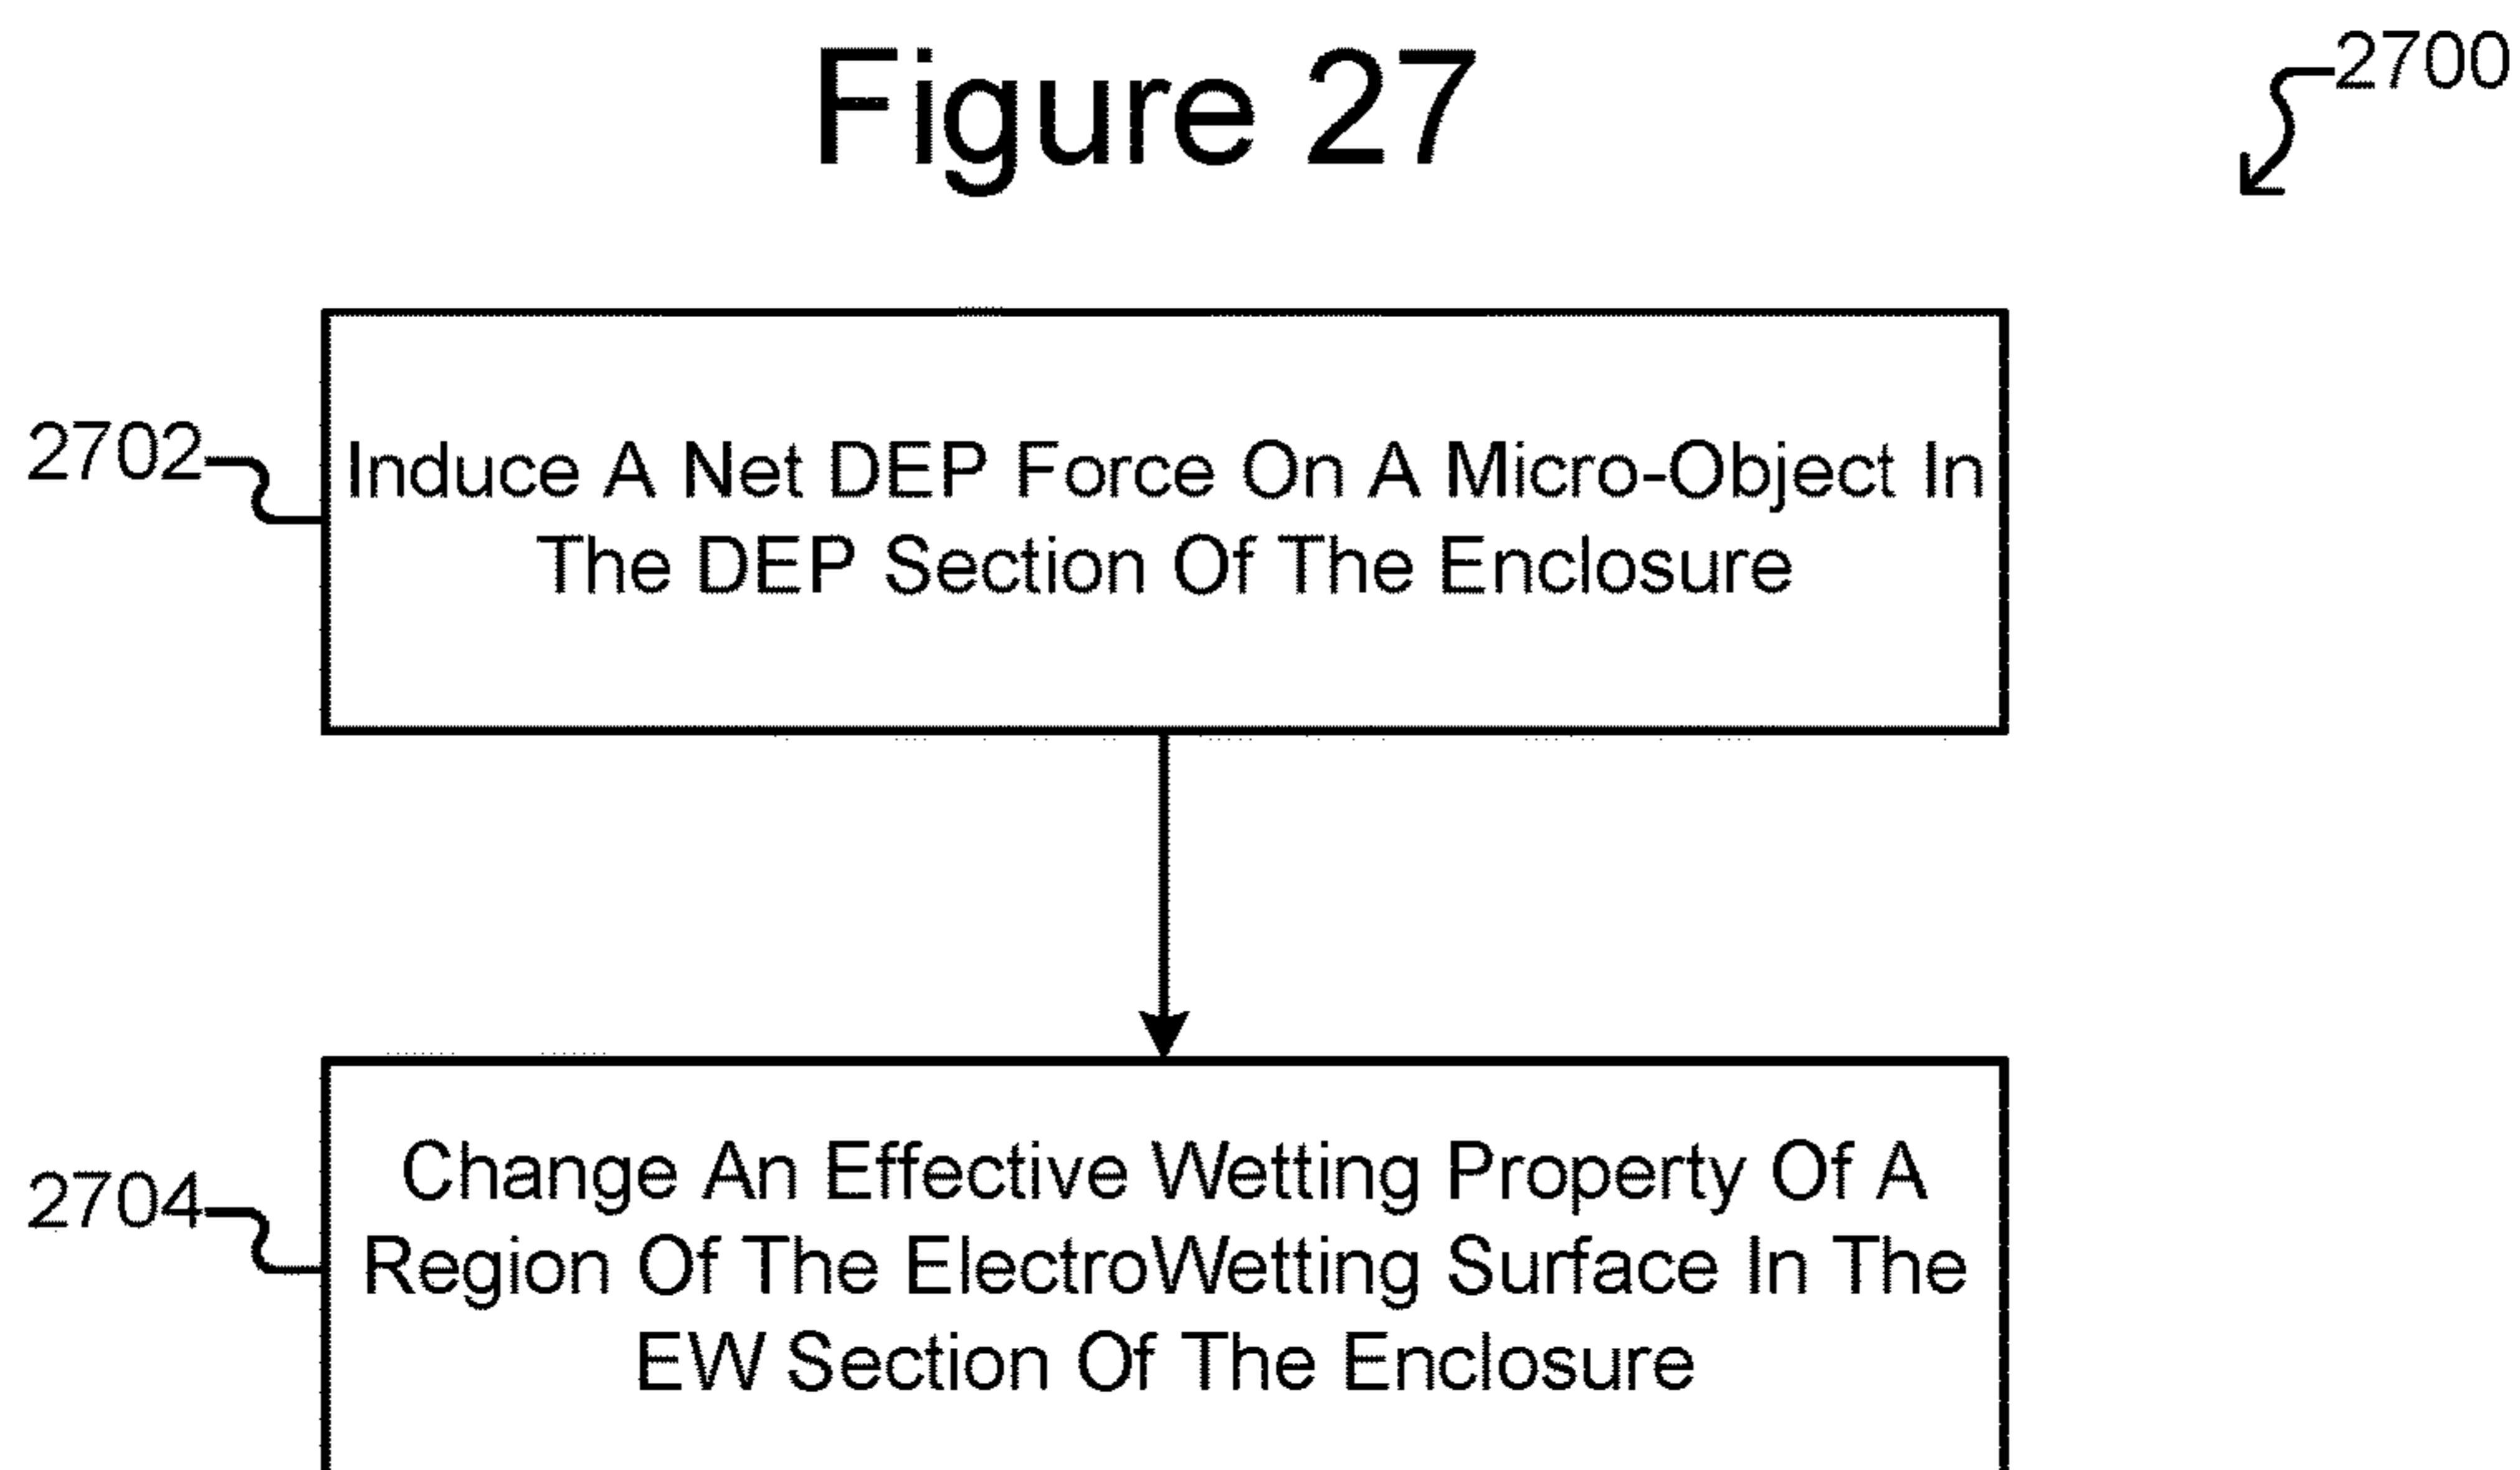 Figure 27
2700
2702
Induce A Net DEP Force On A Micro-Object In
The DEP Section Of The Enclosure
2704
Change An Effective Wetting Property Of A
Region Of The ElectroWetting Surface In The
EW Section Of The Enclosure